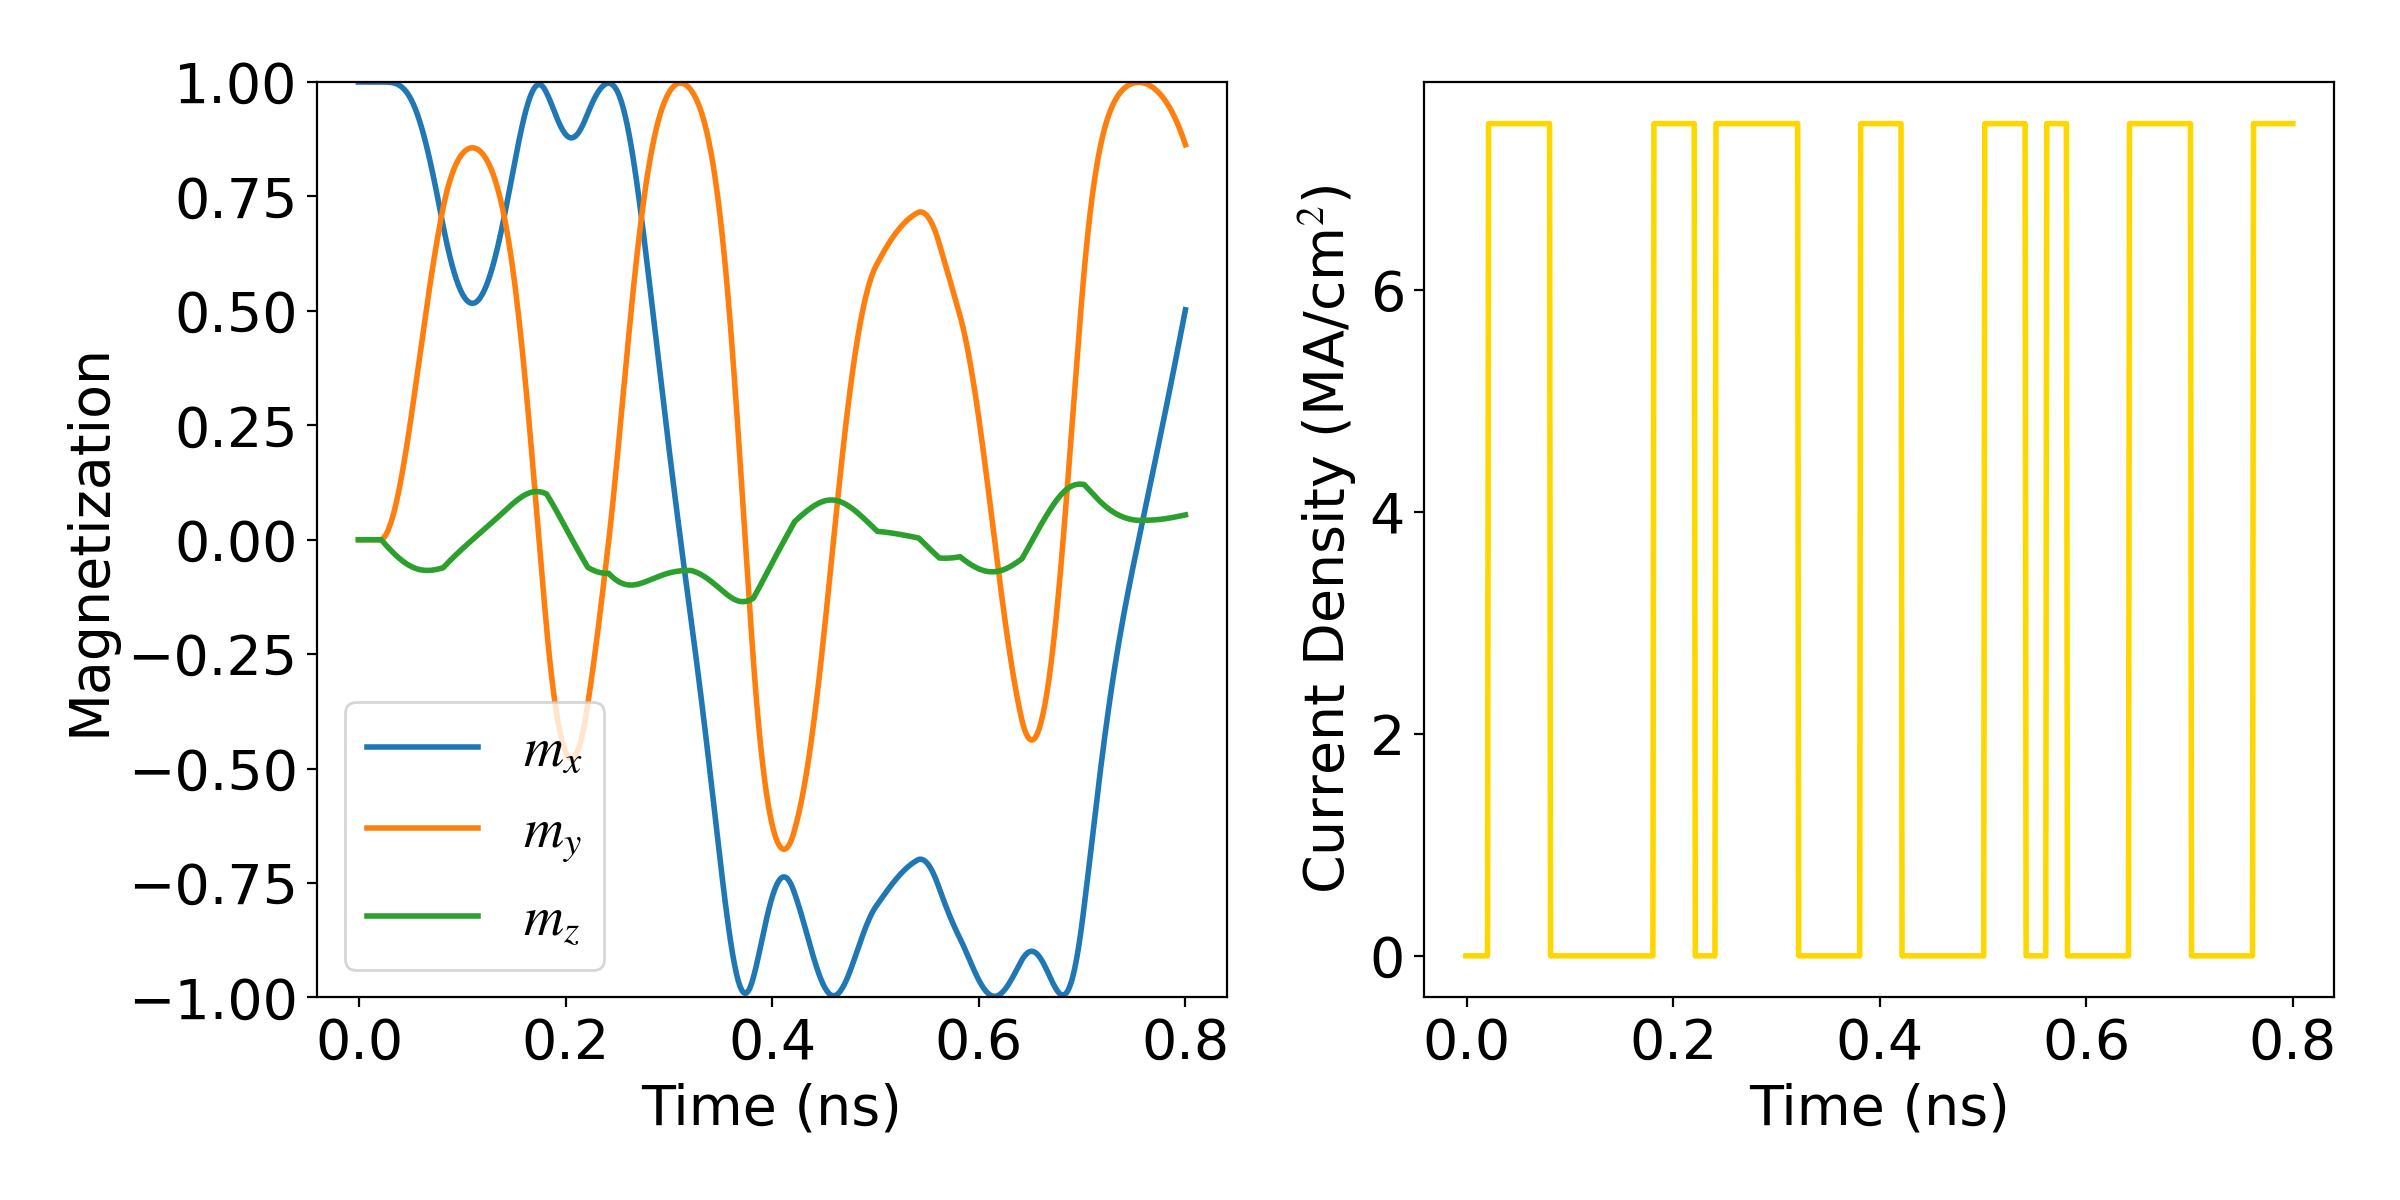 1.00
0.75
0.50
0.25
0.00
−0.25
−0.50
−0.75
−1.00
Magnetization
m_x
m_y
m_z
0.0 0.2 0.4 0.6 0.8
Time (ns)
6
4
2
0
Current Density (MA/cm²)
0.0 0.2 0.4 0.6 0.8
Time (ns)